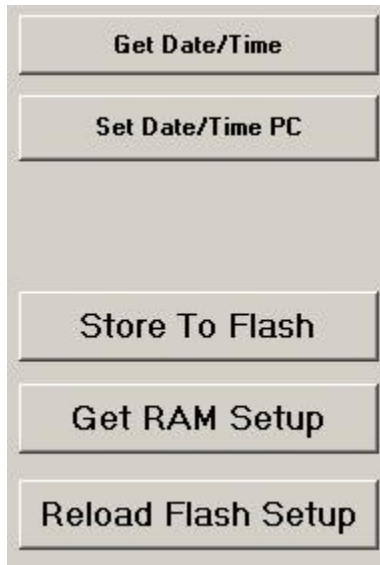 Get Date/Time
Set Date/Time PC
Store To Flash
Get RAM Setup
Reload Flash Setup